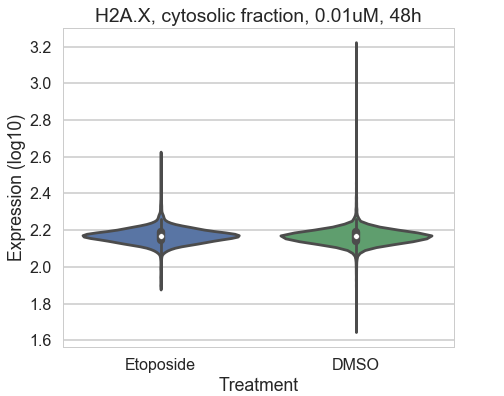 H2A.X, cytosolic fraction, 0.01uM, 48h
3.2
3.0
2.8
2.6
2.4
2.2
2.0
1.8
1.6
Expression (log10)
Etoposide DMSO
Treatment